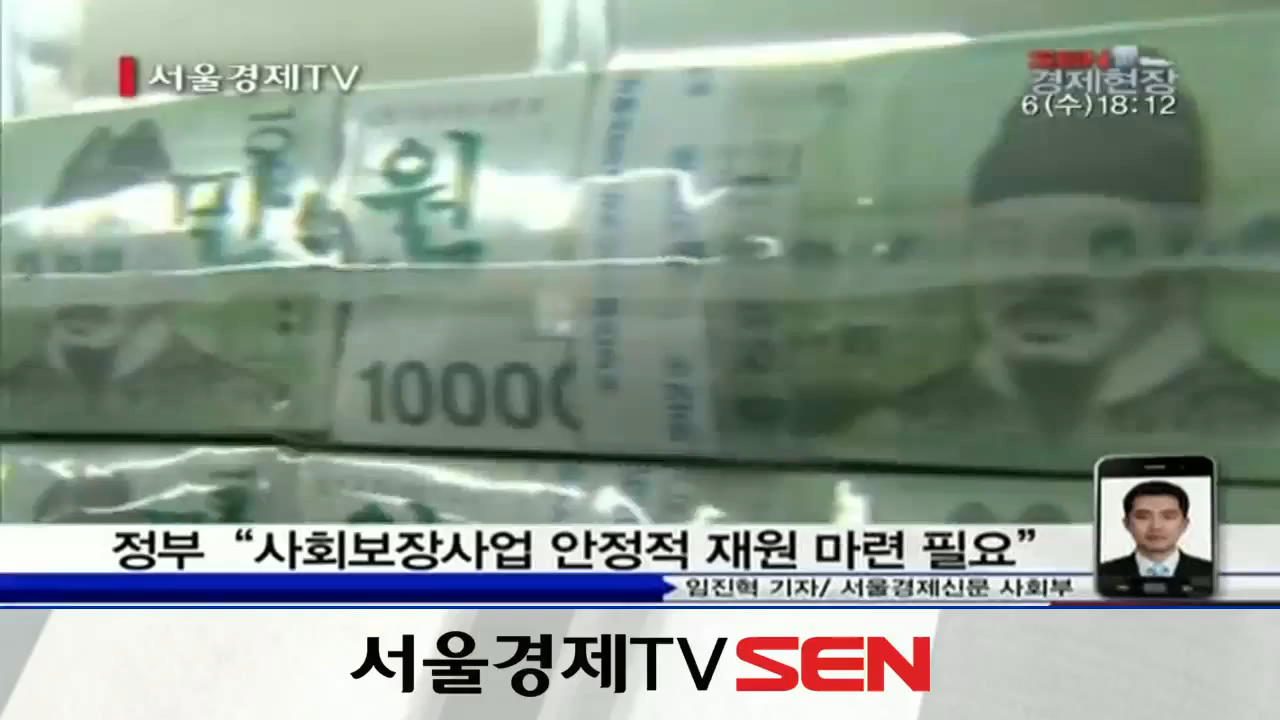 서울경제TV
SEN
경제현장
6(수)18:12
만 원
10000
정부 “사회보장사업 안정적 재원 마련 필요”
임진혁 기자/ 서울경제신문 사회부
서울경제TV SEN